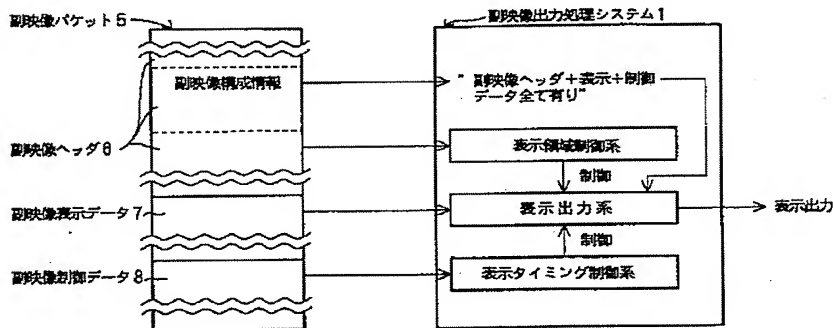 副映像パケット5
副映像出力処理システム1
副映像構成情報
"副映像ヘッダ+表示+制御
データ全て有り"
副映像ヘッダ6
表示領域制御系
制御
副映像表示データ7
表示出力系
表示出力
制御
副映像制御データ8
表示タイミング制御系